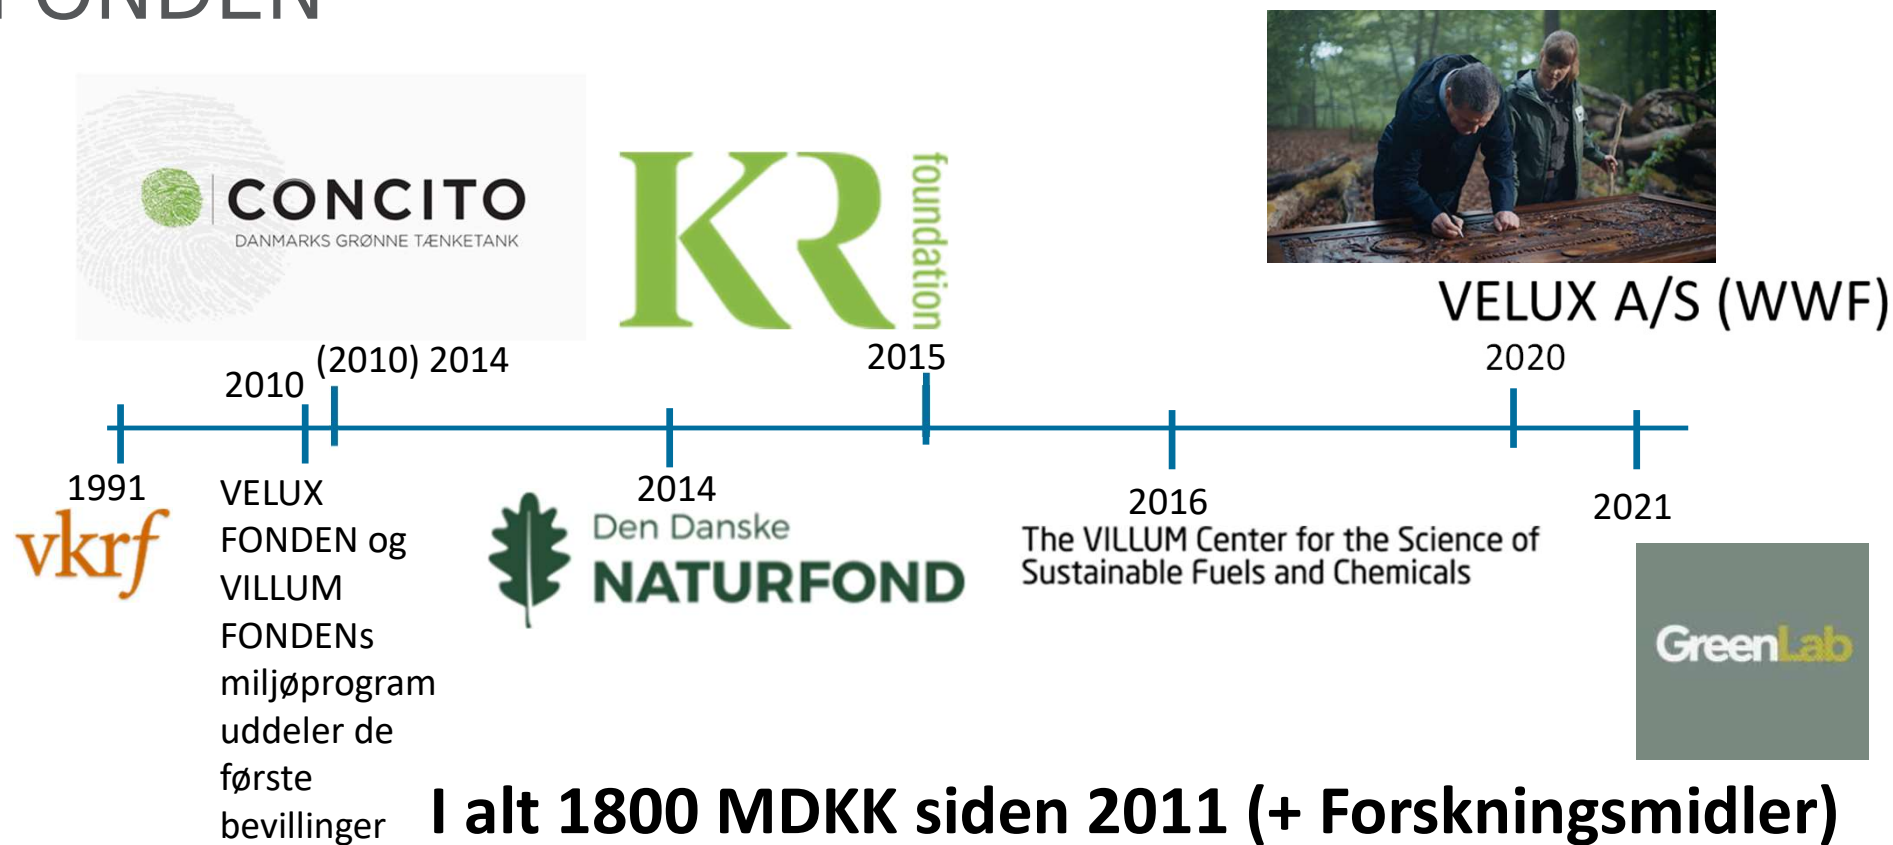 FONDEN
CONCITO
DANMARKS GRØNNE TÆNKETANK
KR
foundation
VELUX A/S (WWF)
2010
(2010) 2014
2015
2020
1991
vkrf
VELUX
FONDEN og
VILLUM
FONDENs
miljøprogram
uddeler de
første
bevillinger
2014
Den Danske
NATURFOND
2016
The VILLUM Center for the Science of
Sustainable Fuels and Chemicals
2021
GreenLab
I alt 1800 MDKK siden 2011 (+ Forskningsmidler)